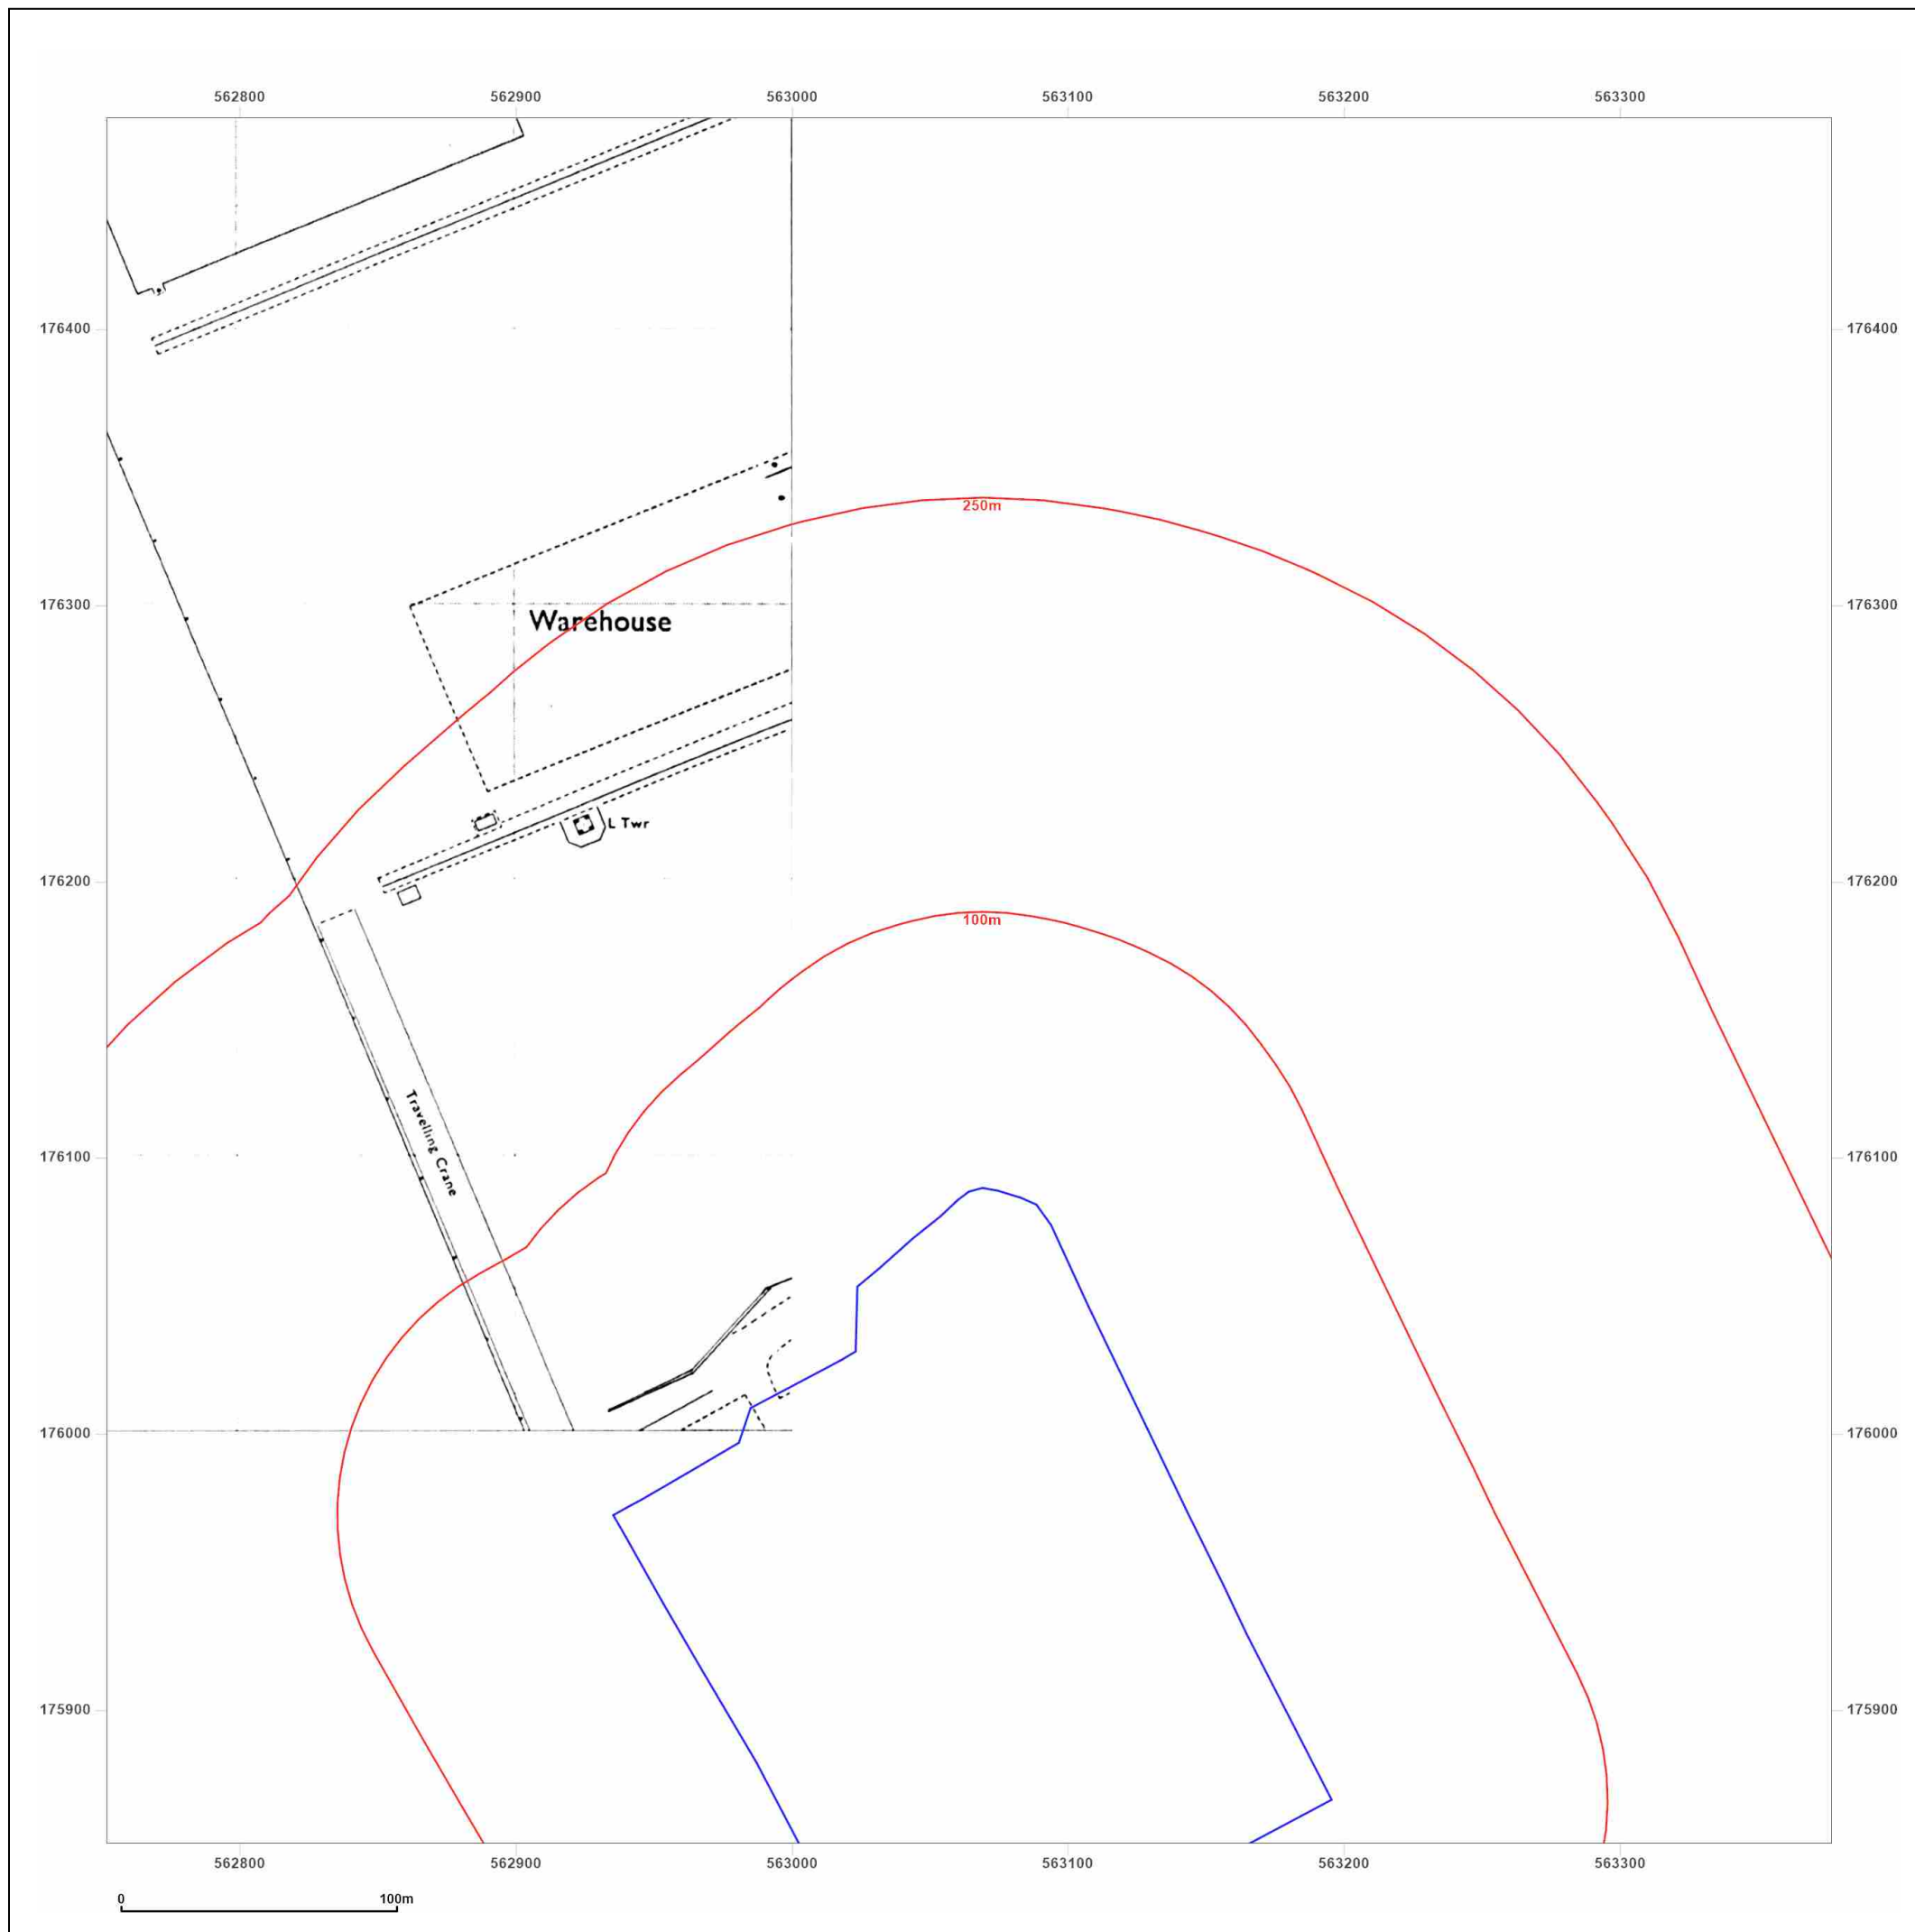 562800 562900 563000 563100 563200 563300
176400 176400
250m
176300 176300
Warehouse
L Twr
176200 176200
100m
Travelling Crane
176100 176100
176000 176000
175900 175900
562800 562900 563000 563100 563200 563300
0 100m